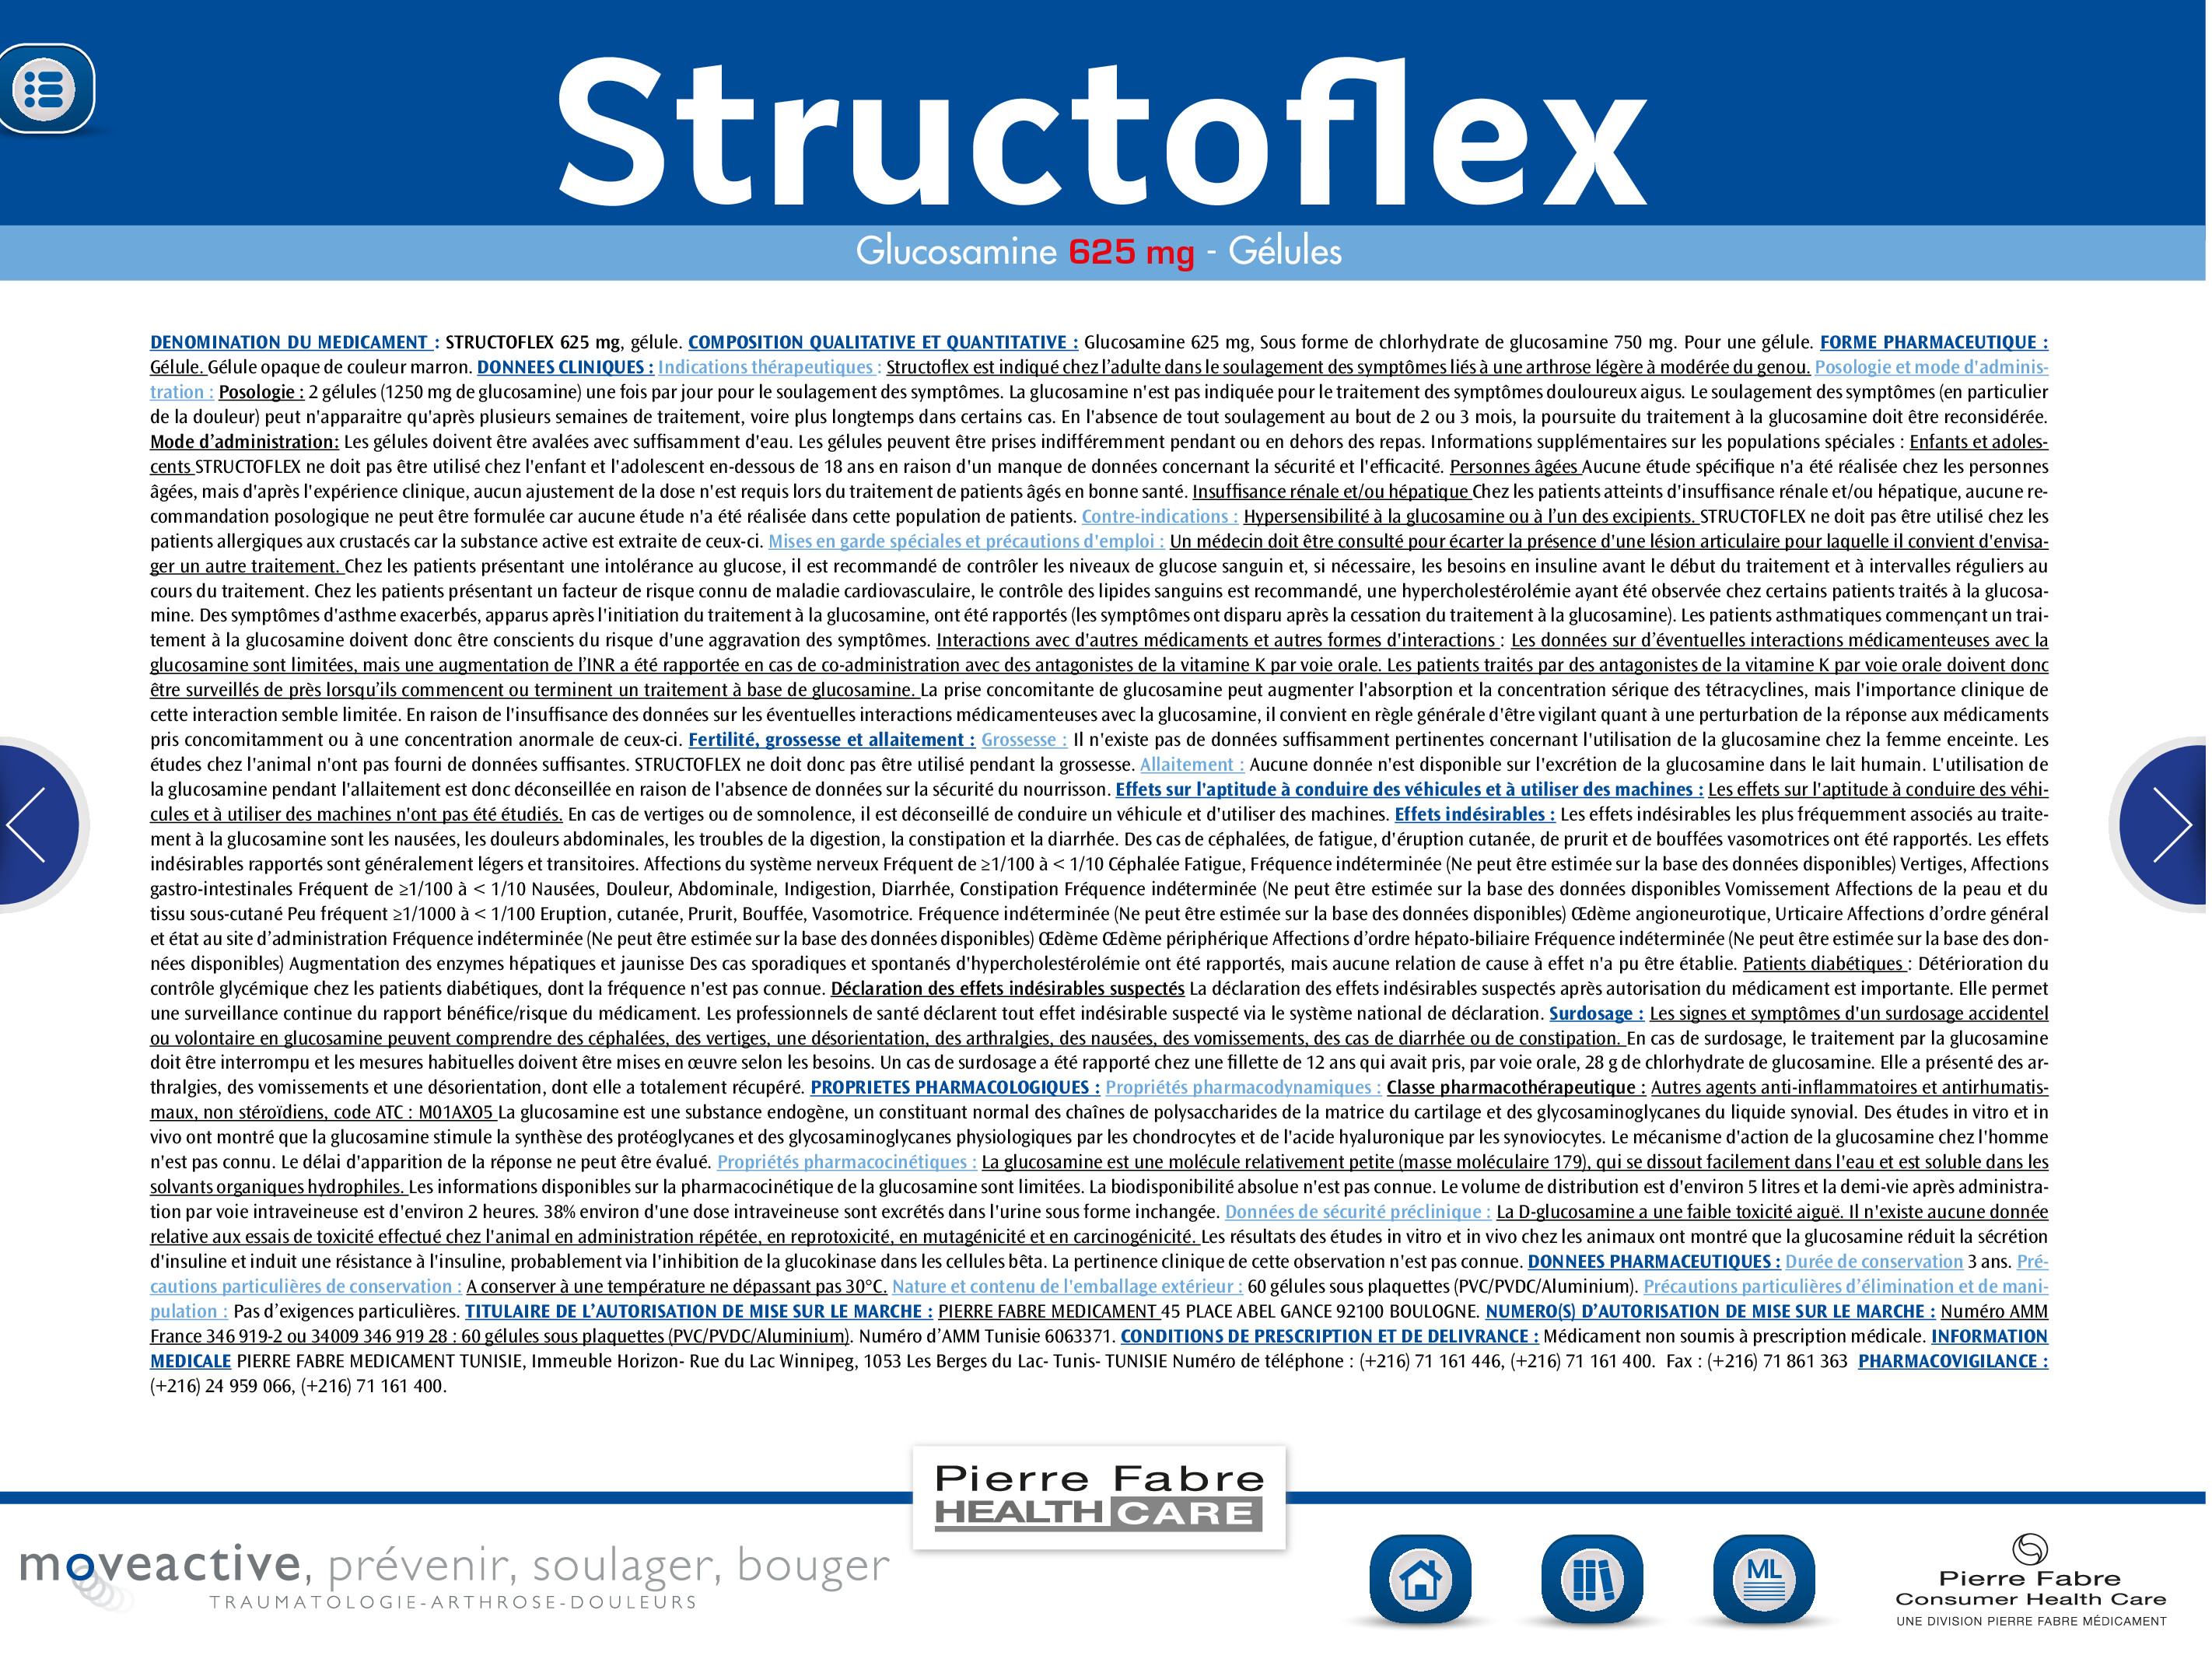 Structoflex
Glucosamine 625 mg - Gélules
DENOMINATION DU MEDICAMENT : STRUCTOFLEX 625 mg, gélule. COMPOSITION QUALITATIVE ET QUANTITATIVE : Glucosamine 625 mg, Sous forme de chlorhydrate de glucosamine 750 mg. Pour une gélule. FORME PHARMACEUTIQUE :
Gélule. Gélule opaque de couleur marron. DONNEES CLINIQUES : Indications thérapeutiques : Structoflex est indiqué chez l’adulte dans le soulagement des symptômes liés à une arthrose légère à modérée du genou. Posologie et mode d'adminis-
tration : Posologie : 2 gélules (1250 mg de glucosamine) une fois par jour pour le soulagement des symptômes. La glucosamine n'est pas indiquée pour le traitement des symptômes douloureux aigus. Le soulagement des symptômes (en particulier
de la douleur) peut n'apparaitre qu'après plusieurs semaines de traitement, voire plus longtemps dans certains cas. En l'absence de tout soulagement au bout de 2 ou 3 mois, la poursuite du traitement à la glucosamine doit être reconsidérée.
Mode d’administration: Les gélules doivent être avalées avec suffisamment d'eau. Les gélules peuvent être prises indifféremment pendant ou en dehors des repas. Informations supplémentaires sur les populations spéciales : Enfants et adoles-
cents STRUCTOFLEX ne doit pas être utilisé chez l'enfant et l'adolescent en-dessous de 18 ans en raison d'un manque de données concernant la sécurité et l'efficacité. Personnes âgées Aucune étude spécifique n'a été réalisée chez les personnes
âgées, mais d'après l'expérience clinique, aucun ajustement de la dose n'est requis lors du traitement de patients âgés en bonne santé. Insuffisance rénale et/ou hépatique Chez les patients atteints d'insuffisance rénale et/ou hépatique, aucune re-
commandation posologique ne peut être formulée car aucune étude n'a été réalisée dans cette population de patients. Contre-indications : Hypersensibilité à la glucosamine ou à l’un des excipients. STRUCTOFLEX ne doit pas être utilisé chez les
patients allergiques aux crustacés car la substance active est extraite de ceux-ci. Mises en garde spéciales et précautions d'emploi : Un médecin doit être consulté pour écarter la présence d'une lésion articulaire pour laquelle il convient d'envisa-
ger un autre traitement. Chez les patients présentant une intolérance au glucose, il est recommandé de contrôler les niveaux de glucose sanguin et, si nécessaire, les besoins en insuline avant le début du traitement et à intervalles réguliers au
cours du traitement. Chez les patients présentant un facteur de risque connu de maladie cardiovasculaire, le contrôle des lipides sanguins est recommandé, une hypercholestérolémie ayant été observée chez certains patients traités à la glucosa-
mine. Des symptômes d'asthme exacerbés, apparus après l'initiation du traitement à la glucosamine, ont été rapportés (les symptômes ont disparu après la cessation du traitement à la glucosamine). Les patients asthmatiques commençant un trai-
tement à la glucosamine doivent donc être conscients du risque d'une aggravation des symptômes. Interactions avec d'autres médicaments et autres formes d'interactions : Les données sur d’éventuelles interactions médicamenteuses avec la
glucosamine sont limitées, mais une augmentation de l’INR a été rapportée en cas de co-administration avec des antagonistes de la vitamine K par voie orale. Les patients traités par des antagonistes de la vitamine K par voie orale doivent donc
être surveillés de près lorsqu’ils commencent ou terminent un traitement à base de glucosamine. La prise concomitante de glucosamine peut augmenter l'absorption et la concentration sérique des tétracyclines, mais l'importance clinique de
cette interaction semble limitée. En raison de l'insuffisance des données sur les éventuelles interactions médicamenteuses avec la glucosamine, il convient en règle générale d'être vigilant quant à une perturbation de la réponse aux médicaments
pris concomitamment ou à une concentration anormale de ceux-ci. Fertilité, grossesse et allaitement : Grossesse : Il n'existe pas de données suffisamment pertinentes concernant l'utilisation de la glucosamine chez la femme enceinte. Les
études chez l'animal n'ont pas fourni de données suffisantes. STRUCTOFLEX ne doit donc pas être utilisé pendant la grossesse. Allaitement : Aucune donnée n'est disponible sur l'excrétion de la glucosamine dans le lait humain. L'utilisation de
la glucosamine pendant l'allaitement est donc déconseillée en raison de l'absence de données sur la sécurité du nourrisson. Effets sur l'aptitude à conduire des véhicules et à utiliser des machines : Les effets sur l'aptitude à conduire des véhi-
cules et à utiliser des machines n'ont pas été étudiés. En cas de vertiges ou de somnolence, il est déconseillé de conduire un véhicule et d'utiliser des machines. Effets indésirables : Les effets indésirables les plus fréquemment associés au traite-
ment à la glucosamine sont les nausées, les douleurs abdominales, les troubles de la digestion, la constipation et la diarrhée. Des cas de céphalées, de fatigue, d'éruption cutanée, de prurit et de bouffées vasomotrices ont été rapportés. Les effets
indésirables rapportés sont généralement légers et transitoires. Affections du système nerveux Fréquent de ≥1/100 à < 1/10 Céphalée Fatigue, Fréquence indéterminée (Ne peut être estimée sur la base des données disponibles) Vertiges, Affections
gastro-intestinales Fréquent de ≥1/100 à < 1/10 Nausées, Douleur, Abdominale, Indigestion, Diarrhée, Constipation Fréquence indéterminée (Ne peut être estimée sur la base des données disponibles Vomissement Affections de la peau et du
tissu sous-cutané Peu fréquent ≥1/1000 à < 1/100 Eruption, cutanée, Prurit, Bouffée, Vasomotrice. Fréquence indéterminée (Ne peut être estimée sur la base des données disponibles) Œdème angioneurotique, Urticaire Affections d’ordre général
et état au site d’administration Fréquence indéterminée (Ne peut être estimée sur la base des données disponibles) Œdème Œdème périphérique Affections d’ordre hépato-biliaire Fréquence indéterminée (Ne peut être estimée sur la base des don-
nées disponibles) Augmentation des enzymes hépatiques et jaunisse Des cas sporadiques et spontanés d'hypercholestérolémie ont été rapportés, mais aucune relation de cause à effet n'a pu être établie. Patients diabétiques : Détérioration du
contrôle glycémique chez les patients diabétiques, dont la fréquence n'est pas connue. Déclaration des effets indésirables suspectés La déclaration des effets indésirables suspectés après autorisation du médicament est importante. Elle permet
une surveillance continue du rapport bénéfice/risque du médicament. Les professionnels de santé déclarent tout effet indésirable suspecté via le système national de déclaration. Surdosage : Les signes et symptômes d'un surdosage accidentel
ou volontaire en glucosamine peuvent comprendre des céphalées, des vertiges, une désorientation, des arthralgies, des nausées, des vomissements, des cas de diarrhée ou de constipation. En cas de surdosage, le traitement par la glucosamine
doit être interrompu et les mesures habituelles doivent être mises en œuvre selon les besoins. Un cas de surdosage a été rapporté chez une fillette de 12 ans qui avait pris, par voie orale, 28 g de chlorhydrate de glucosamine. Elle a présenté des ar-
thralgies, des vomissements et une désorientation, dont elle a totalement récupéré. PROPRIETES PHARMACOLOGIQUES : Propriétés pharmacodynamiques : Classe pharmacothérapeutique : Autres agents anti-inflammatoires et antirhumatis-
maux, non stéroïdiens, code ATC : M01AXO5 La glucosamine est une substance endogène, un constituant normal des chaînes de polysaccharides de la matrice du cartilage et des glycosaminoglycanes du liquide synovial. Des études in vitro et in
vivo ont montré que la glucosamine stimule la synthèse des protéoglycanes et des glycosaminoglycanes physiologiques par les chondrocytes et de l'acide hyaluronique par les synoviocytes. Le mécanisme d'action de la glucosamine chez l'homme
n'est pas connu. Le délai d'apparition de la réponse ne peut être évalué. Propriétés pharmacocinétiques : La glucosamine est une molécule relativement petite (masse moléculaire 179), qui se dissout facilement dans l'eau et est soluble dans les
solvants organiques hydrophiles. Les informations disponibles sur la pharmacocinétique de la glucosamine sont limitées. La biodisponibilité absolue n'est pas connue. Le volume de distribution est d'environ 5 litres et la demi-vie après administra-
tion par voie intraveineuse est d'environ 2 heures. 38% environ d'une dose intraveineuse sont excrétés dans l'urine sous forme inchangée. Données de sécurité préclinique : La D-glucosamine a une faible toxicité aiguë. Il n'existe aucune donnée
relative aux essais de toxicité effectué chez l'animal en administration répétée, en reprotoxicité, en mutagénicité et en carcinogénicité. Les résultats des études in vitro et in vivo chez les animaux ont montré que la glucosamine réduit la sécrétion
d'insuline et induit une résistance à l'insuline, probablement via l'inhibition de la glucokinase dans les cellules bêta. La pertinence clinique de cette observation n'est pas connue. DONNEES PHARMACEUTIQUES : Durée de conservation 3 ans. Pré-
cautions particulières de conservation : A conserver à une température ne dépassant pas 30°C. Nature et contenu de l'emballage extérieur : 60 gélules sous plaquettes (PVC/PVDC/Aluminium). Précautions particulières d’élimination et de mani-
pulation : Pas d’exigences particulières. TITULAIRE DE L’AUTORISATION DE MISE SUR LE MARCHE : PIERRE FABRE MEDICAMENT 45 PLACE ABEL GANCE 92100 BOULOGNE. NUMERO(S) D’AUTORISATION DE MISE SUR LE MARCHE : Numéro AMM
France 346 919-2 ou 34009 346 919 28 : 60 gélules sous plaquettes (PVC/PVDC/Aluminium). Numéro d’AMM Tunisie 6063371. CONDITIONS DE PRESCRIPTION ET DE DELIVRANCE : Médicament non soumis à prescription médicale. INFORMATION
MEDICALE PIERRE FABRE MEDICAMENT TUNISIE, Immeuble Horizon- Rue du Lac Winnipeg, 1053 Les Berges du Lac- Tunis- TUNISIE Numéro de téléphone : (+216) 71 161 446, (+216) 71 161 400. Fax : (+216) 71 861 363 PHARMACOVIGILANCE :
(+216) 24 959 066, (+216) 71 161 400.
Pierre Fabre
HEALTH CARE
moveactive, prévenir, soulager, bouger
TRAUMATOLOGIE-ARTHROSE-DOULEURS
ML
Pierre Fabre
Consumer Health Care
UNE DIVISION PIERRE FABRE MÉDICAMENT